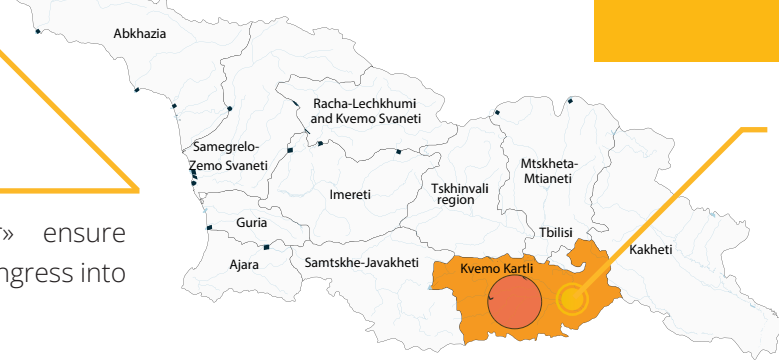 Abkhazia
Racha-Lechkhumi
and Kvemo Svaneti
Samegrelo-
Zemo Svaneti
Mtskheta-
Mtianeti
Imereti
Tskhinvali
region
Guria
Tbilisi
Kakheti
Ajara
Samtskhe-Javakheti
Kvemo Kartli
» ensure
ngress into